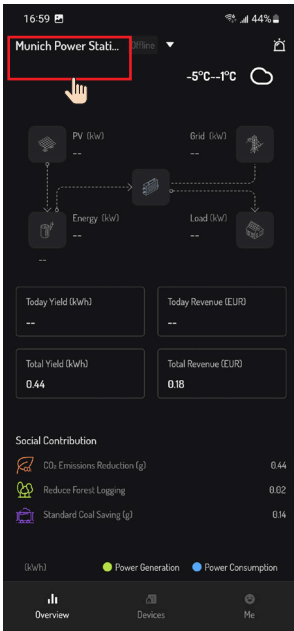 16:59 44%
Munich Power Stati... Offline
-5°C--1°C
PV (kW) Grid (kW)
-- --
Energy (kW) Load (kW)
-- --
--
Today Yield (kWh) Today Revenue (EUR)
-- --
Total Yield (kWh) Total Revenue (EUR)
0.44 0.18
Social Contribution
CO₂ Emissions Reduction (g) 0.44
Reduce Forest Logging 0.02
Standard Coal Saving (g) 0.14
(kWh) Power Generation Power Consumption
Overview Devices Me